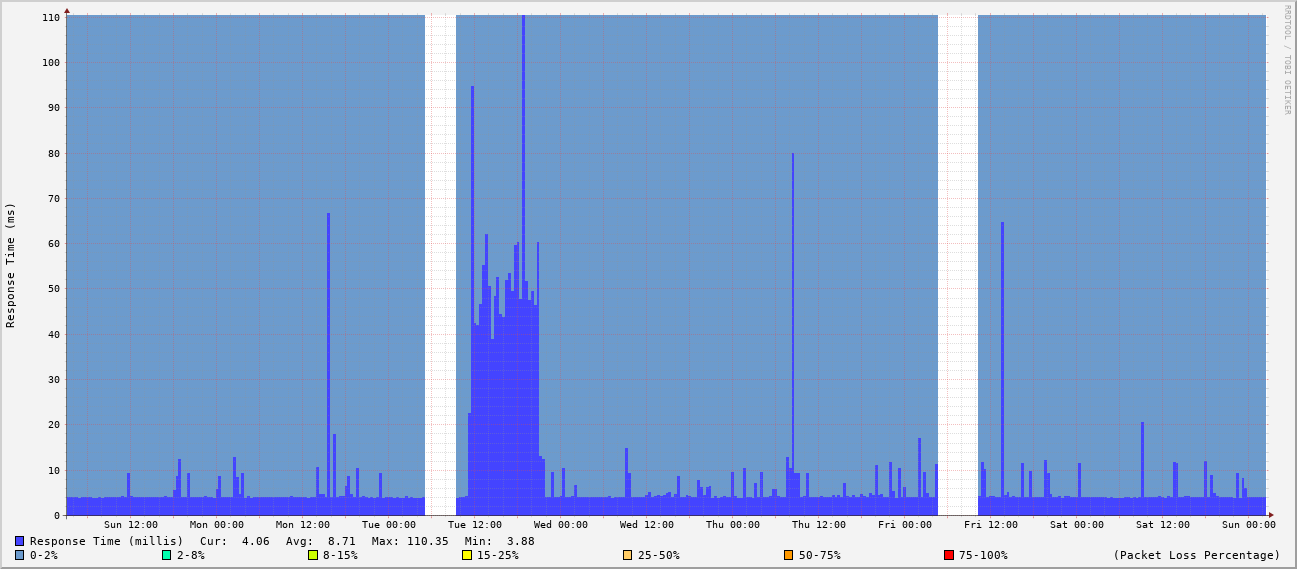 RRDTOOL / TOBI OETIKER
Response Time (ms)
110
100
90
80
70
60
50
40
30
20
10
0
Sun 12:00 Mon 00:00 Mon 12:00 Tue 00:00 Tue 12:00 Wed 00:00 Wed 12:00 Thu 00:00 Thu 12:00 Fri 00:00 Fri 12:00 Sat 00:00 Sat 12:00 Sun 00:00
Response Time (millis) Cur: 4.06 Avg: 8.71 Max: 110.35 Min: 3.88
0-2% 2-8% 8-15% 15-25% 25-50% 50-75% 75-100% (Packet Loss Percentage)